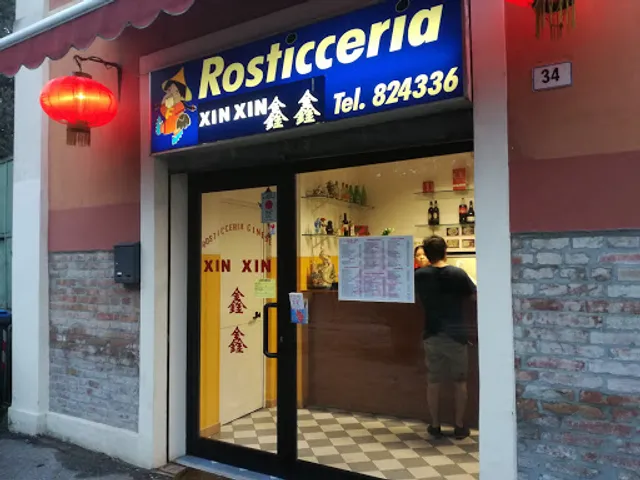 Rosticceria
XIN XIN 鑫鑫 Tel. 824336
34
ROSTICCERIA CINESE
XIN XIN
鑫
鑫